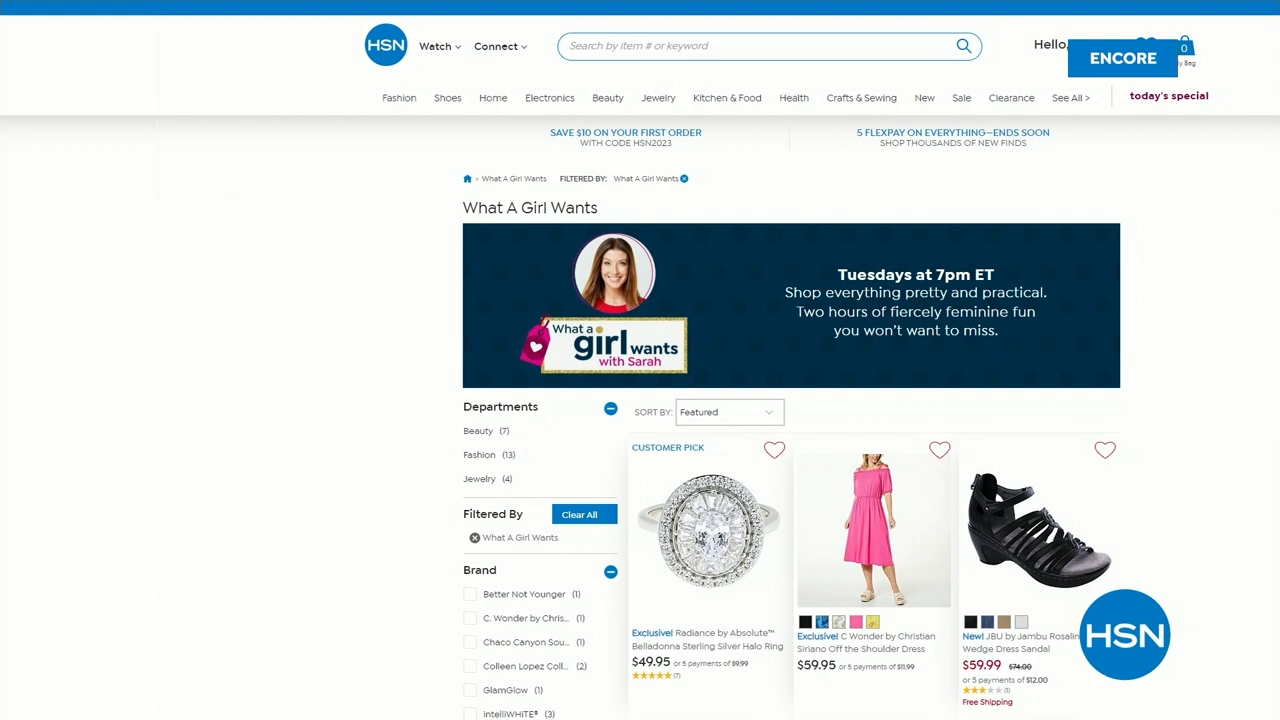 HSN
Watch
Connect
Search by item # or keyword
Hello,
0
Bag
ENCORE
Fashion
Shoes
Home
Electronics
Beauty
Jewelry
Kitchen & Food
Health
Crafts & Sewing
New
Sale
Clearance
See All >
today's special
SAVE $10 ON YOUR FIRST ORDER
WITH CODE HSN2023
5 FLEXPAY ON EVERYTHING—ENDS SOON
SHOP THOUSANDS OF NEW FINDS
> What A Girl Wants FILTERED BY: What A Girl Wants
What A Girl Wants
What a
girl wants
with Sarah
Tuesdays at 7pm ET
Shop everything pretty and practical.
Two hours of fiercely feminine fun
you won't want to miss.
Departments
Beauty (7)
Fashion (13)
Jewelry (4)
Filtered By
Clear All
What A Girl Wants
Brand
Better Not Younger (1)
C. Wonder by Chris... (1)
Chaco Canyon Sou... (1)
Colleen Lopez Coll... (2)
GlamGlow (1)
intelliWHiTE® (3)
SORT BY: Featured
CUSTOMER PICK
Exclusive! Radiance by Absolute™
Belladonna Sterling Silver Halo Ring
$49.95 or 5 payments of $9.99
(7)
Exclusive! C Wonder by Christian
Siriano Off the Shoulder Dress
$59.95 or 5 payments of $11.99
New! JBU by Jambu Rosalin
Wedge Dress Sandal
$59.99 $74.00
or 5 payments of $12.00
(1)
Free Shipping
HSN